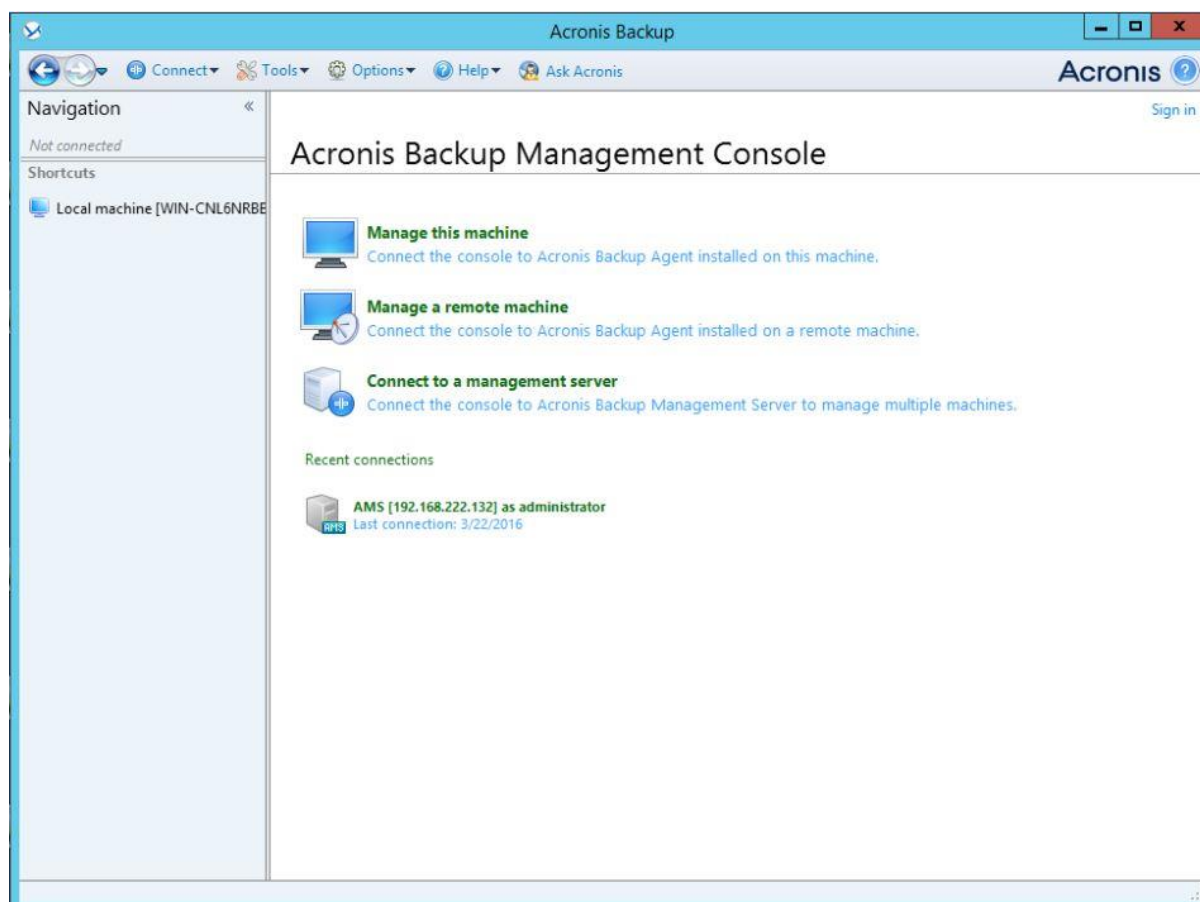 Acronis Backup
Connect Tools Options Help Ask Acronis
Acronis ?
Navigation «
Sign in
Not connected
Acronis Backup Management Console
Shortcuts
Local machine [WIN-CNL6NRBE
Manage this machine
Connect the console to Acronis Backup Agent installed on this machine.
Manage a remote machine
Connect the console to Acronis Backup Agent installed on a remote machine.
Connect to a management server
Connect the console to Acronis Backup Management Server to manage multiple machines.
Recent connections
AMS [192.168.222.132] as administrator
AMS
Last connection: 3/22/2016